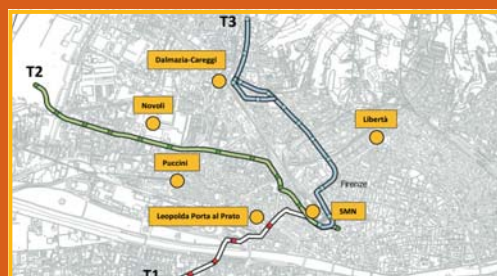 T3
T2
Dalmazia-Careggi
Novoli
Libertà
Puccini
Firenze
Leopolda Porta al Prato
SMN
T1